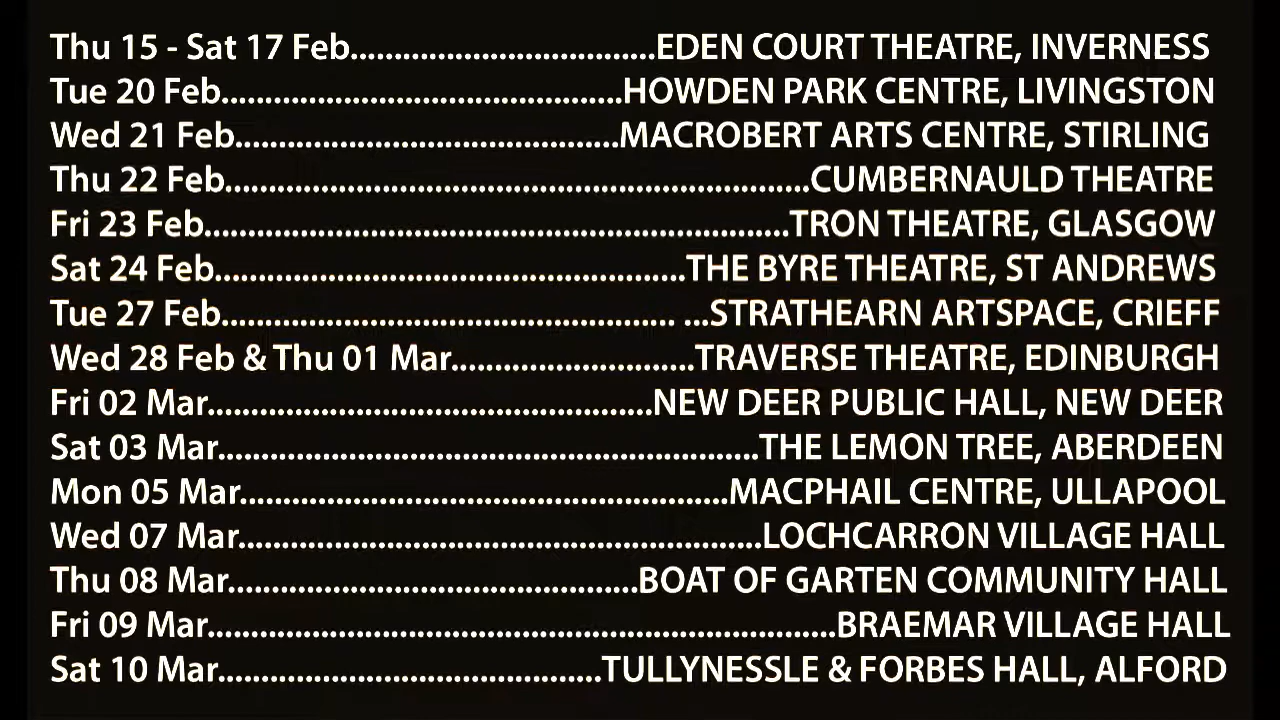 Thu 15 - Sat 17 Feb...................................EDEN COURT THEATRE, INVERNESS
Tue 20 Feb..............................................HOWDEN PARK CENTRE, LIVINGSTON
Wed 21 Feb............................................MACROBERT ARTS CENTRE, STIRLING
Thu 22 Feb...................................................................CUMBERNAULD THEATRE
Fri 23 Feb...................................................................TRON THEATRE, GLASGOW
Sat 24 Feb......................................................THE BYRE THEATRE, ST ANDREWS
Tue 27 Feb.................................................... ...STRATHEARN ARTSPACE, CRIEFF
Wed 28 Feb & Thu 01 Mar............................TRAVERSE THEATRE, EDINBURGH
Fri 02 Mar...................................................NEW DEER PUBLIC HALL, NEW DEER
Sat 03 Mar..............................................................THE LEMON TREE, ABERDEEN
Mon 05 Mar........................................................MACPHAIL CENTRE, ULLAPOOL
Wed 07 Mar............................................................LOCHCARRON VILLAGE HALL
Thu 08 Mar...............................................BOAT OF GARTEN COMMUNITY HALL
Fri 09 Mar........................................................................BRAEMAR VILLAGE HALL
Sat 10 Mar............................................TULLYNESSLE & FORBES HALL, ALFORD